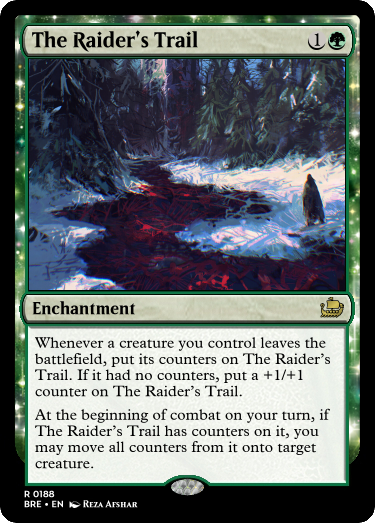 The Raider's Trail 1
Enchantment
Whenever a creature you control leaves the
battlefield, put its counters on The Raider's
Trail. If it had no counters, put a +1/+1
counter on The Raider's Trail.
At the beginning of combat on your turn, if
The Raider's Trail has counters on it, you
may move all counters from it onto target
creature.
R 0188
BRE • EN Reza Afshar